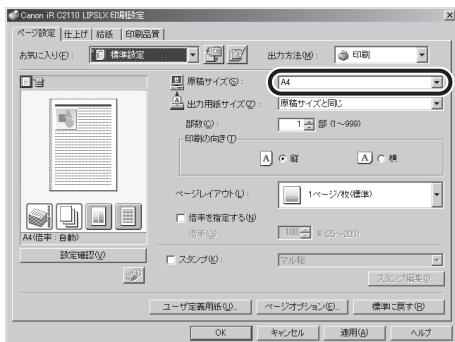 Canon iR C2110 LIPSLX 印刷設定
ページ設定 仕上げ 給紙 印刷品質
お気に入り(F): 標準設定 出力方法(M): 印刷
原稿サイズ(S): A4
出力用紙サイズ(Z): 原稿サイズと同じ
部数(C): 1 部 (1～999)
印刷の向き(T)
A 縦 A 横
ページレイアウト(L): 1ページ/枚(標準)
倍率を指定する(N)
倍率(G): 100 % (25～200)
A4(倍率:自動)
設定確認(V)
スタンプ(K): マル秘
スタンプ編集(D)...
ユーザ定義用紙(U)... ページオプション(E)... 標準に戻す(R)
OK キャンセル 適用(A) ヘルプ